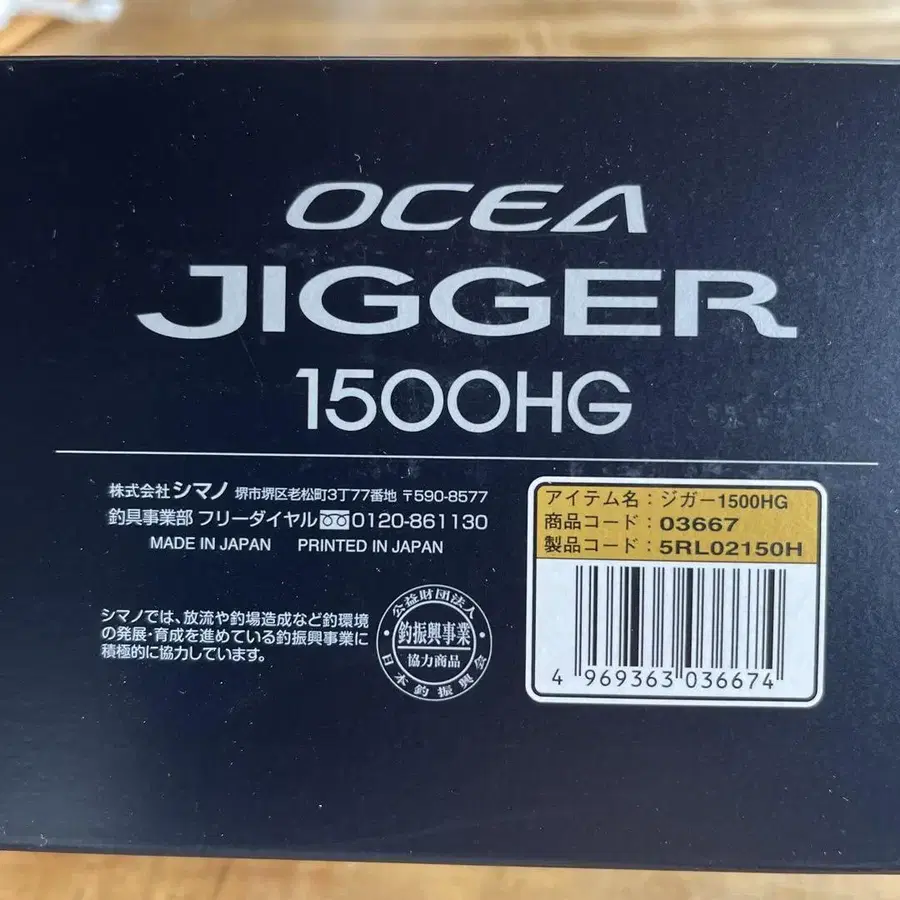 OCEA
JIGGER
1500HG
株式会社シマノ 堺市堺区老松町3丁77番地 〒590-8577
釣具事業部 フリーダイヤル 0120-861130
MADE IN JAPAN PRINTED IN JAPAN
シマノでは、放流や釣場造成など釣環境
の発展・育成を進めている釣振興事業に
積極的に協力しています。
公益財団法人
釣振興事業
協力商品
日本釣振興会
アイテム名：ジガー1500HG
商品コード：03667
製品コード：5RL02150H
4 969363 036674